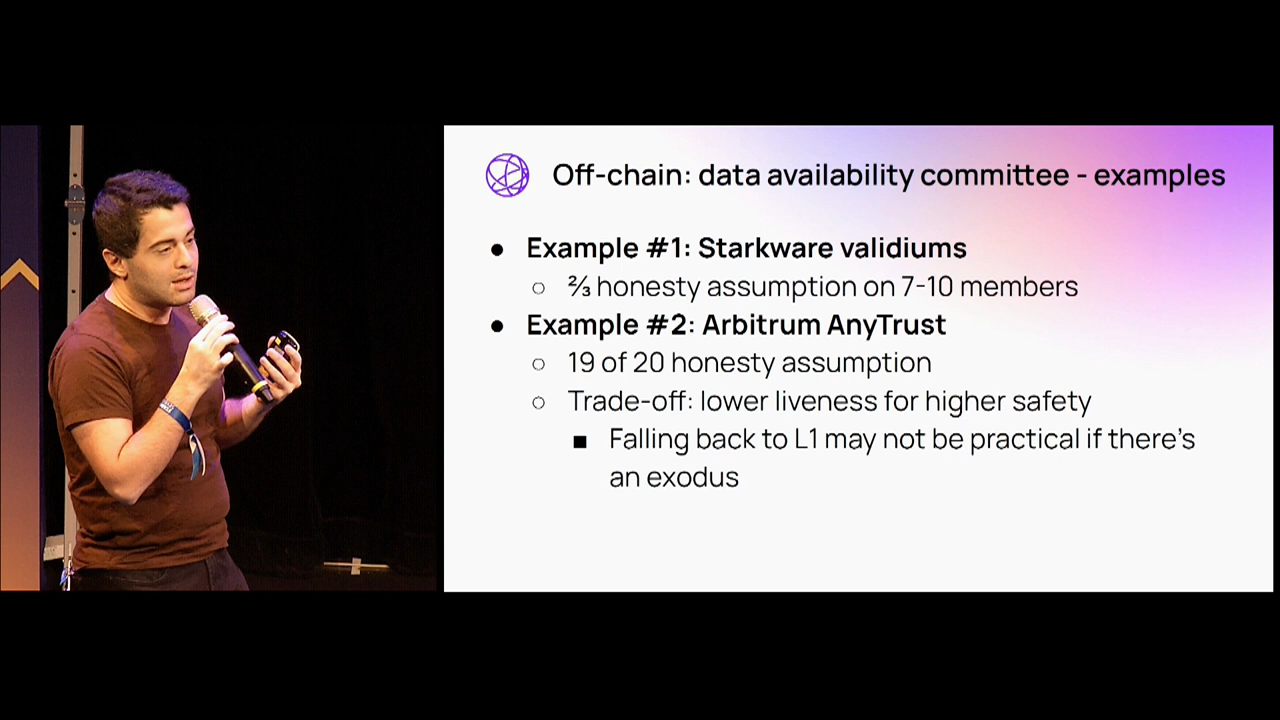 Off-chain: data availability committee - examples
● Example #1: Starkware validiums
○ ⅔ honesty assumption on 7-10 members
● Example #2: Arbitrum AnyTrust
○ 19 of 20 honesty assumption
○ Trade-off: lower liveness for higher safety
■ Falling back to L1 may not be practical if there's
an exodus